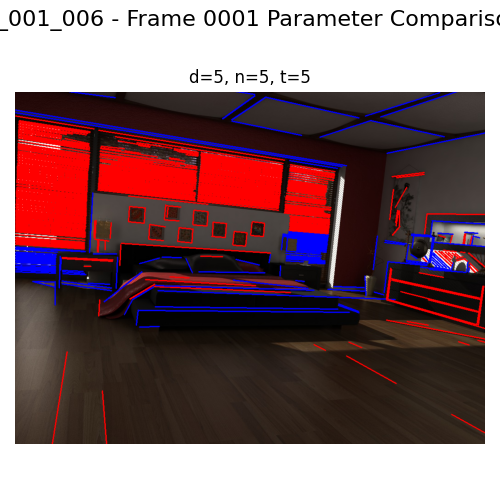 _001_006 - Frame 0001 Parameter Compariso
d=5, n=5, t=5